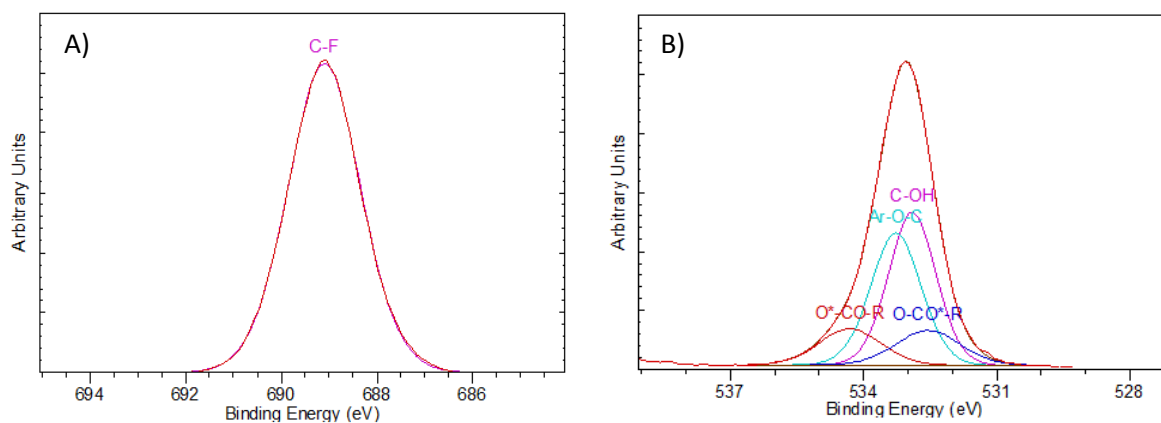 A)
C-F
Arbitrary Units
694
692
690
688
686
Binding Energy (eV)
B)
C-OH
Ar-O-C
O*-CO-R
O-CO*-R
Arbitrary Units
537
534
531
528
Binding Energy (eV)